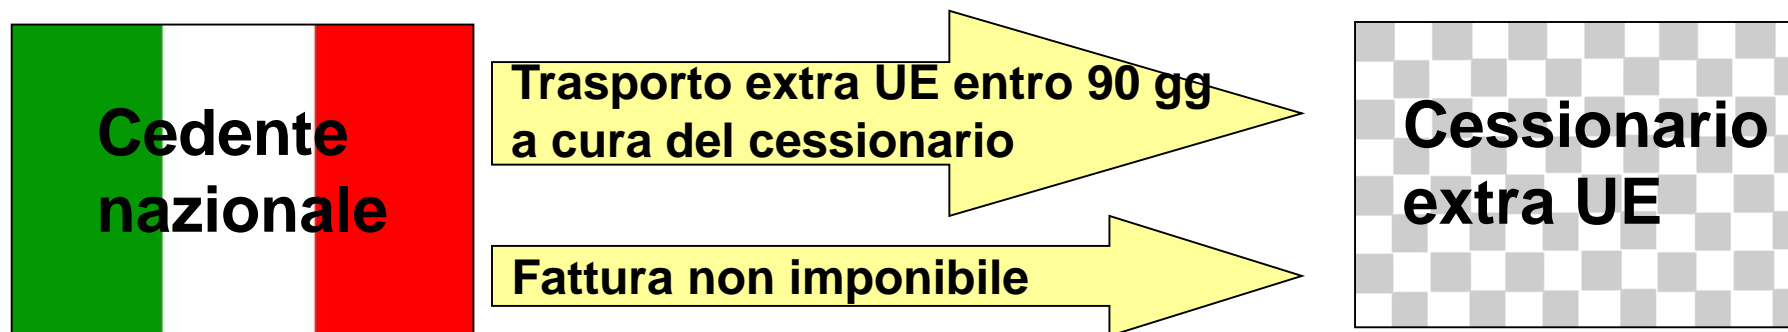 Cedente
nazionale
Trasporto extra UE entro 90 gg
a cura del cessionario
Fattura non imponibile
Cessionario
extra UE